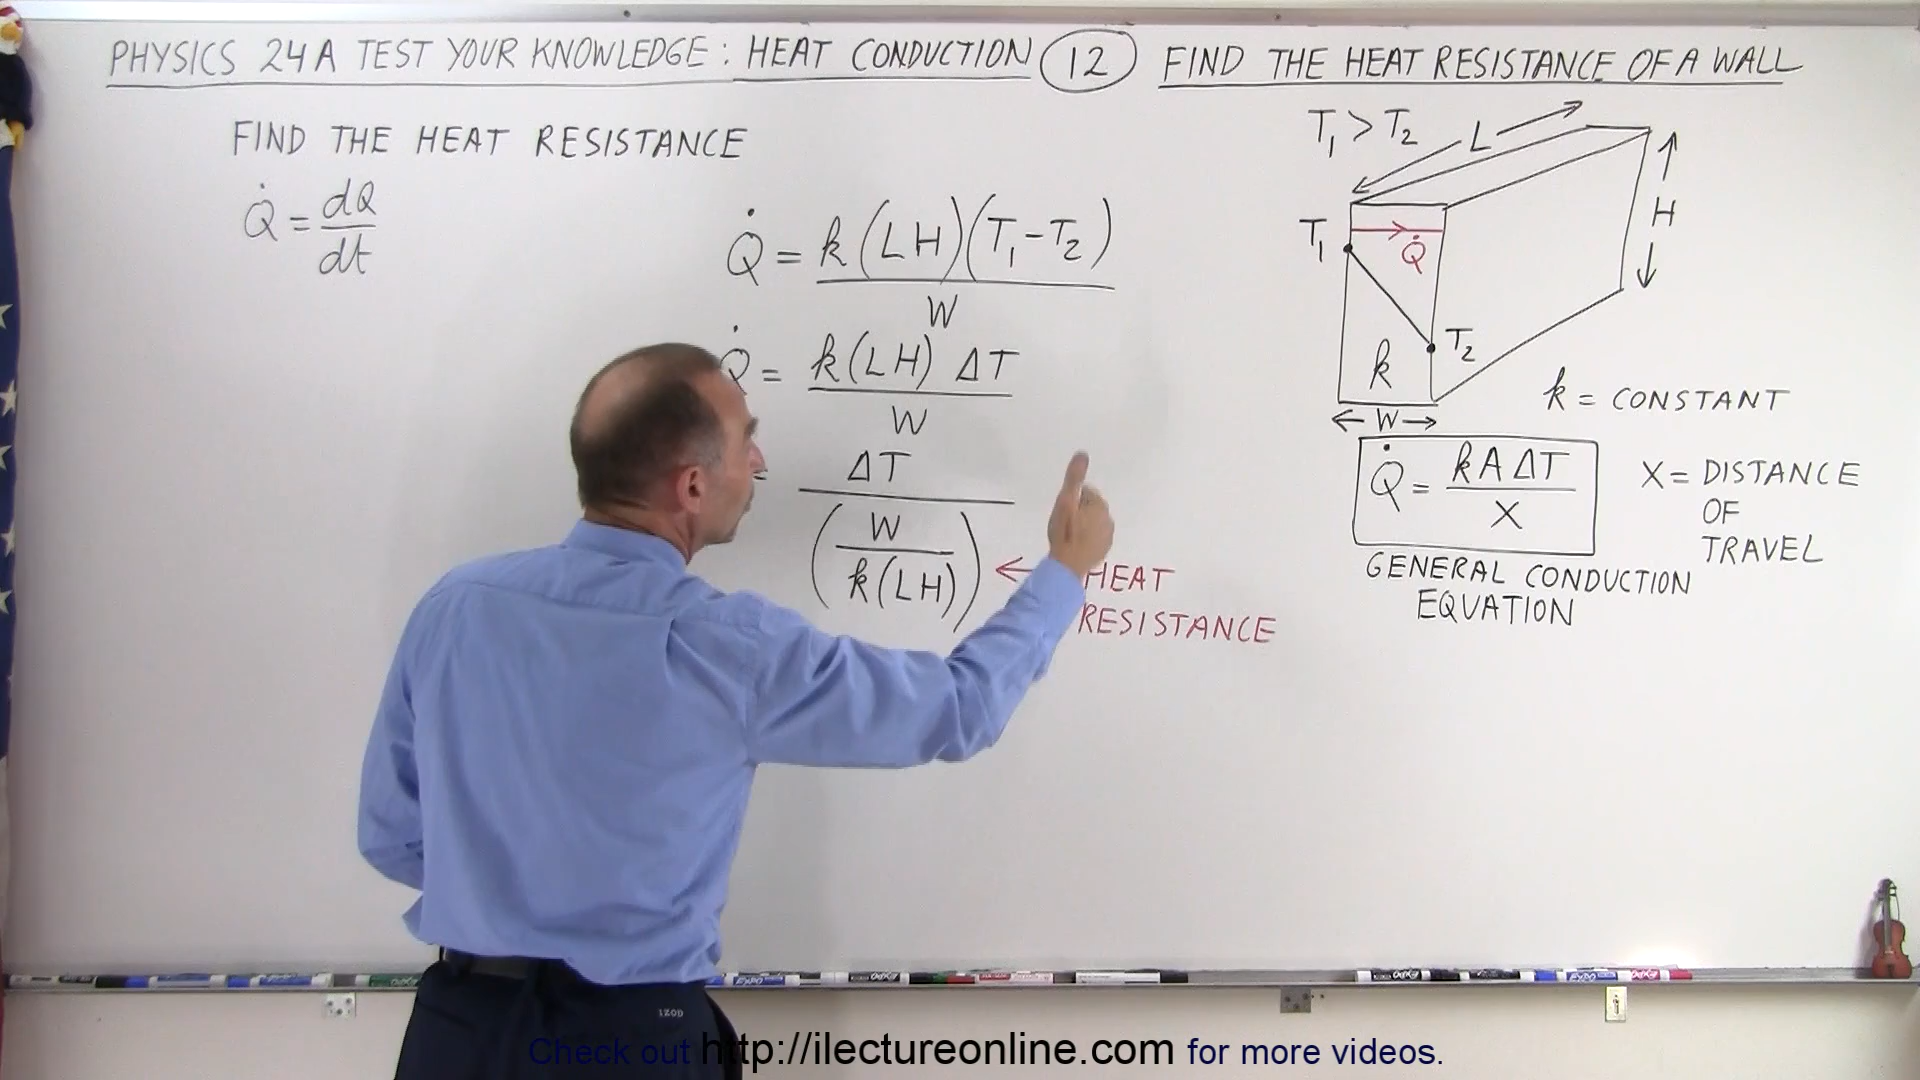 PHYSICS 24A TEST YOUR KNOWLEDGE: HEAT CONDUCTION 12 FIND THE HEAT RESISTANCE OF A WALL
FIND THE HEAT RESISTANCE
Q̇ = dQ/dt
Q̇ = k(LH)(T₁-T₂)/W
Q̇ = k(LH) ΔT/W
= ΔT/(W/k(LH)) ← HEAT
RESISTANCE
T₁ > T₂
L
H
T₁
Q̇
T₂
k
← W →
k = CONSTANT
Q̇ = kAΔT/X
X = DISTANCE
OF
TRAVEL
GENERAL CONDUCTION
EQUATION
IZOD
Check out http://ilectureonline.com for more videos.